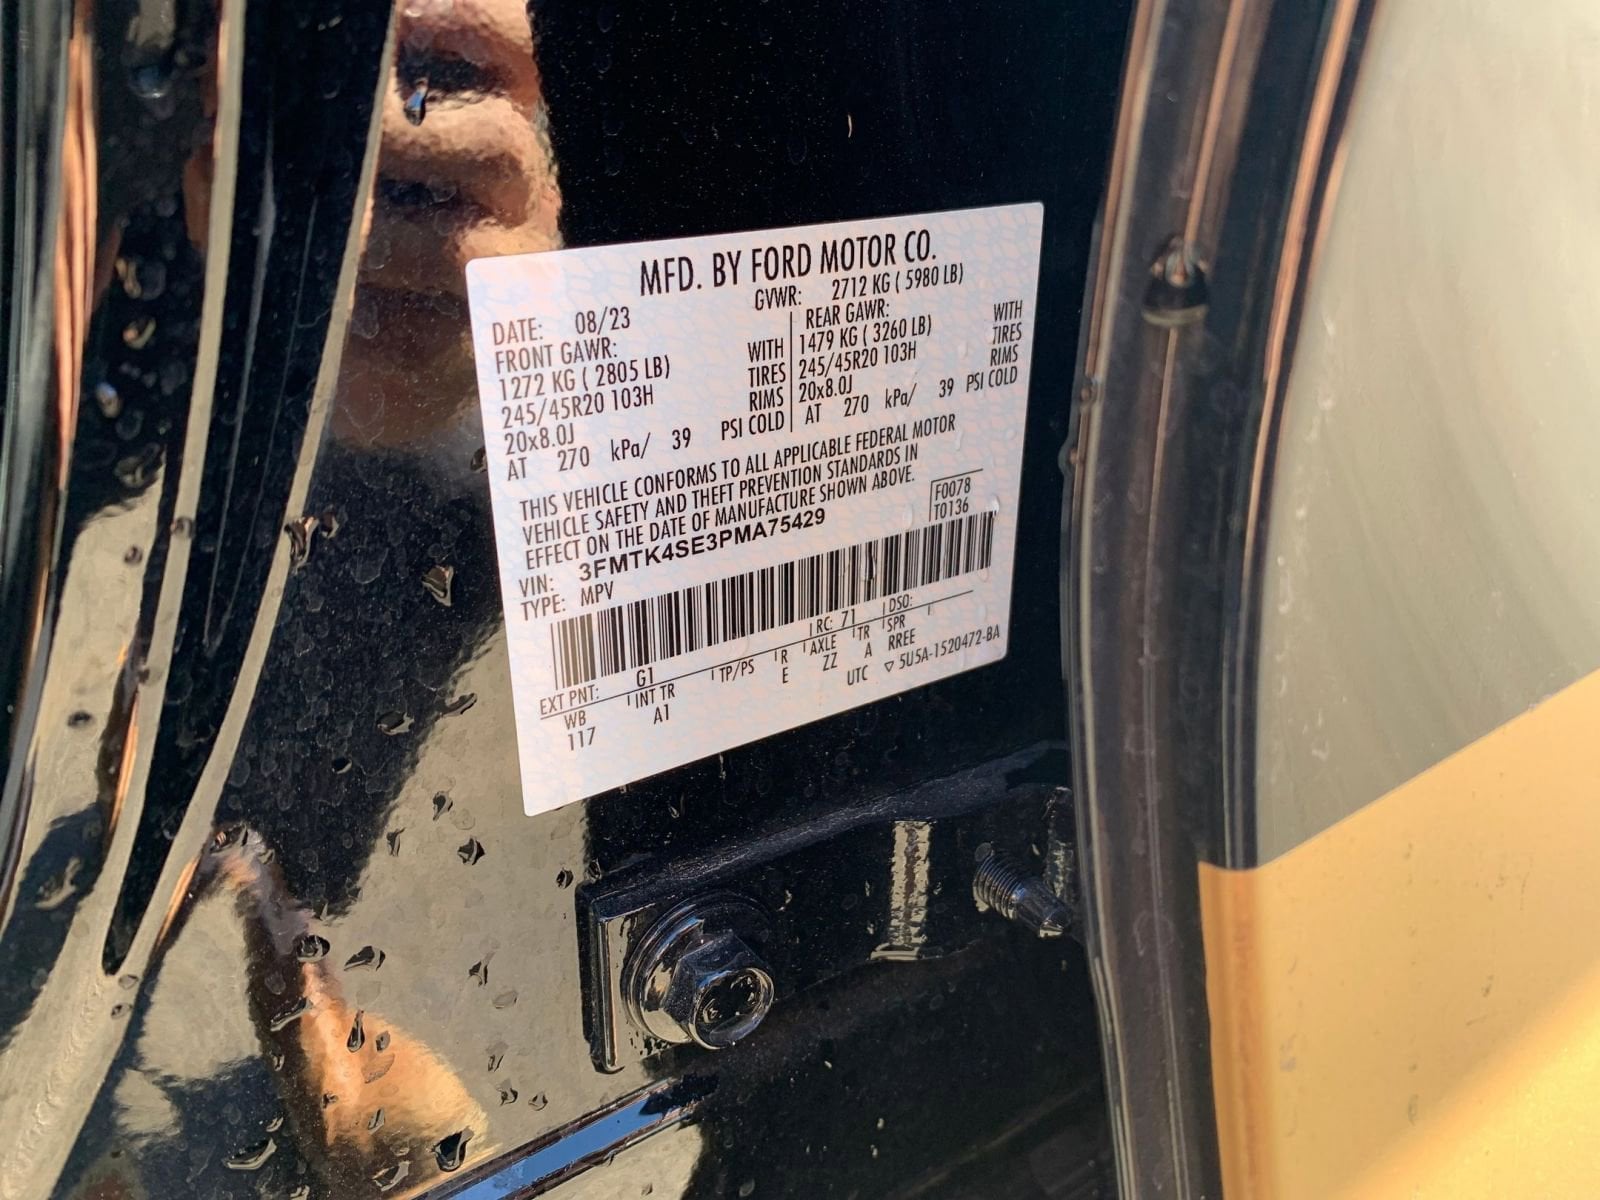 MFD. BY FORD MOTOR CO.
DATE: 08/23 GVWR: 2712 KG ( 5980 LB)
FRONT GAWR: WITH REAR GAWR: WITH
1272 KG ( 2805 LB) TIRES 1479 KG ( 3260 LB) TIRES
245/45R20 103H RIMS 245/45R20 103H RIMS
20x8.0J PSI COLD 20x8.0J PSI COLD
AT 270 kPa/ 39 AT 270 kPa/ 39
THIS VEHICLE CONFORMS TO ALL APPLICABLE FEDERAL MOTOR
VEHICLE SAFETY AND THEFT PREVENTION STANDARDS IN
EFFECT ON THE DATE OF MANUFACTURE SHOWN ABOVE.
F0078
T0136
VIN: 3FMTK4SE3PMA75429
TYPE: MPV
EXT PNT: G1 RC: 71 DSO:
WB INT TR TP/PS R AXLE TR SPR
117 A1 E ZZ A RREE
UTC ▽ 5U5A-1520472-BA